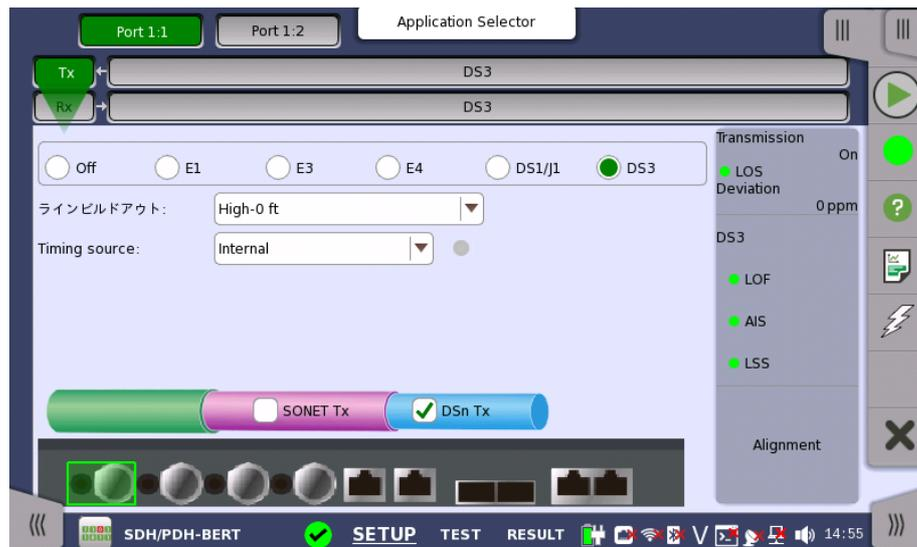 Application Selector
Port 1:1
Port 1:2
Tx
DS3
Rx
DS3
Off
E1
E3
E4
DS1/J1
DS3
ラインビルドアウト:
High-0 ft
Timing source:
Internal
SONET Tx
DSn Tx
Transmission
On
LOS
Deviation
0 ppm
DS3
LOF
AIS
LSS
Alignment
SDH/PDH-BERT
SETUP
TEST
RESULT
14:55